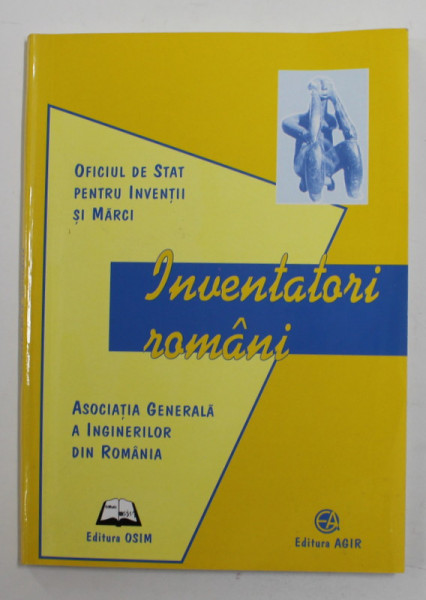 OFICIUL DE STAT
PENTRU INVENȚII
ȘI MĂRCI
Inventatori
români
ASOCIAȚIA GENERALĂ
A INGINERILOR
DIN ROMÂNIA
Editura OSIM
Editura AGIR